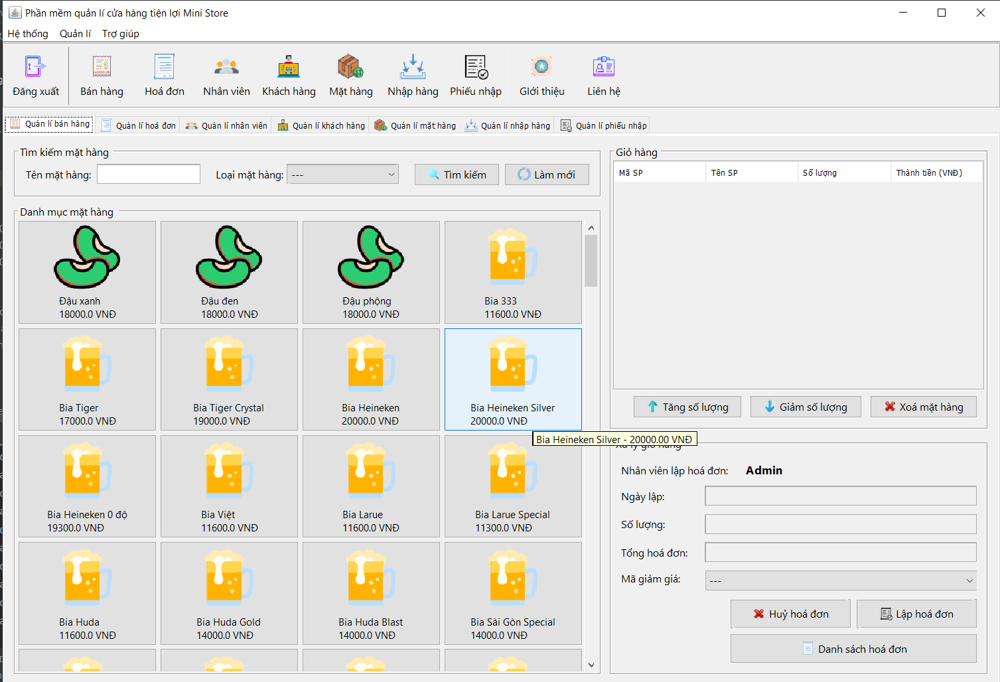 Phần mềm quản lí cửa hàng tiện lợi Mini Store
Hệ thống Quản lí Trợ giúp
Đăng xuất Bán hàng Hoá đơn Nhân viên Khách hàng Mặt hàng Nhập hàng Phiếu nhập GIới thiệu Liên hệ
Quản lí bán hàng Quản lí hoá đơn Quản lí nhân viên Quản lí khách hàng Quản lí mặt hàng Quản lí nhập hàng Quản lí phiếu nhập
Tìm kiếm mặt hàng
Tên mặt hàng: Loại mặt hàng: --- Tìm kiếm Làm mới
Danh mục mặt hàng
Đậu xanh
18000.0 VNĐ
Đậu đen
18000.0 VNĐ
Đậu phộng
18000.0 VNĐ
Bia 333
11600.0 VNĐ
Bia Tiger
17000.0 VNĐ
Bia Tiger Crystal
19000.0 VNĐ
Bia Heineken
20000.0 VNĐ
Bia Heineken Silver
20000.0 VNĐ
Bia Heineken Silver - 20000.00 VNĐ
Bia Heineken 0 độ
19300.0 VNĐ
Bia Việt
11600.0 VNĐ
Bia Larue
11600.0 VNĐ
Bia Larue Special
11300.0 VNĐ
Bia Huda
11600.0 VNĐ
Bia Huda Gold
14000.0 VNĐ
Bia Huda Blast
14000.0 VNĐ
Bia Sài Gòn Special
14000.0 VNĐ
Giỏ hàng
Mã SP Tên SP Số lượng Thành tiền (VNĐ)
Tăng số lượng Giảm số lượng Xoá mặt hàng
Xử lý giỏ hàng
Nhân viên lập hoá đơn: Admin
Ngày lập:
Số lượng:
Tổng hoá đơn:
Mã giảm giá: ---
Huỷ hoá đơn Lập hoá đơn
Danh sách hoá đơn